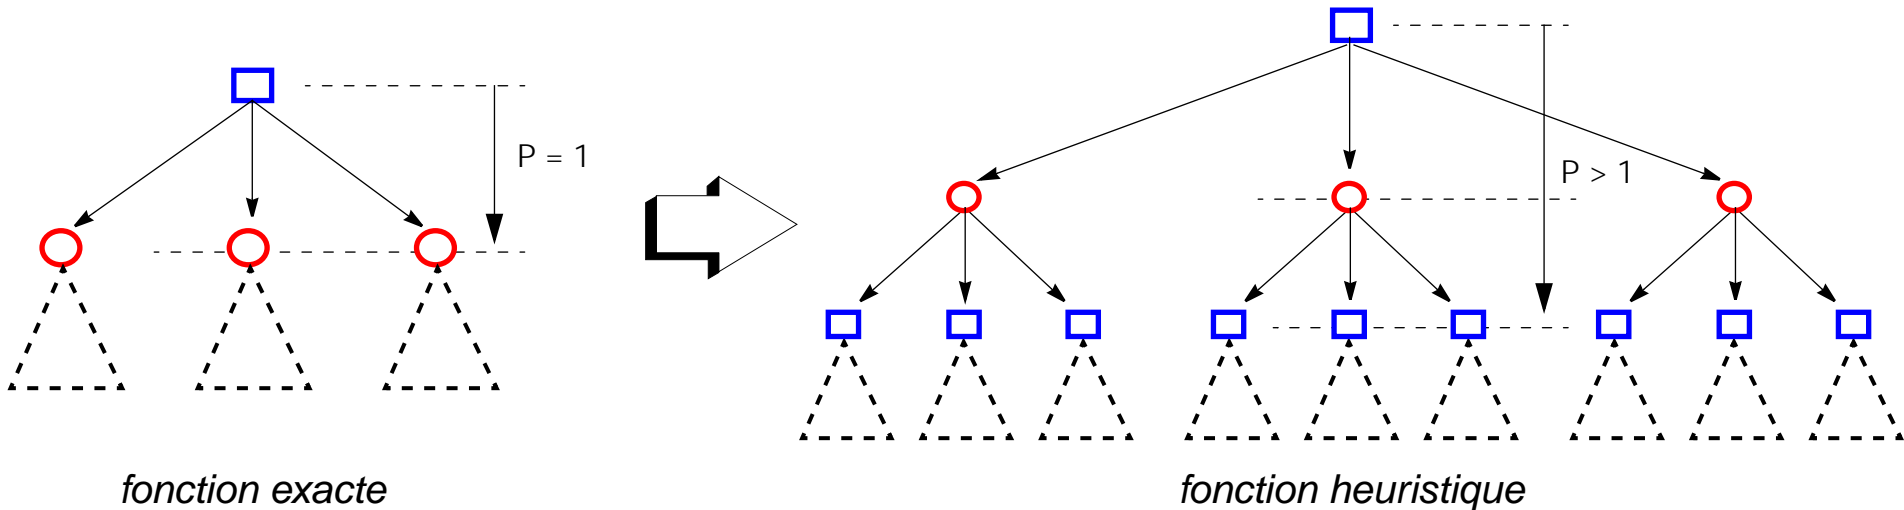 P = 1
P > 1
fonction exacte
fonction heuristique